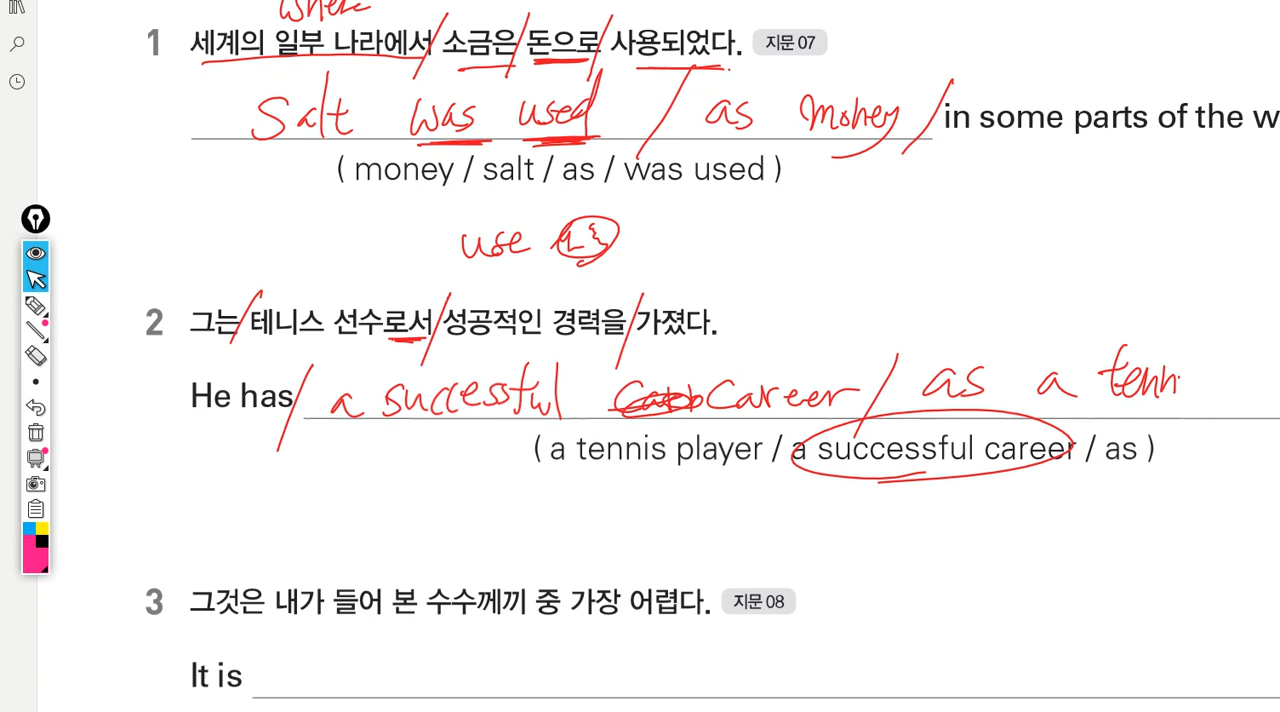 where
1 세계의 일부 나라에서 / 소금은 / 돈으로 / 사용되었다. 지문 07
Salt was used / as money / in some parts of the w
( money / salt / as / was used )
use
2 그는 / 테니스 선수로서 / 성공적인 경력을 / 가졌다.
He has / a successful career / as a tenn
( a tennis player / a successful career / as )
3 그것은 내가 들어 본 수수께끼 중 가장 어렵다. 지문 08
It is